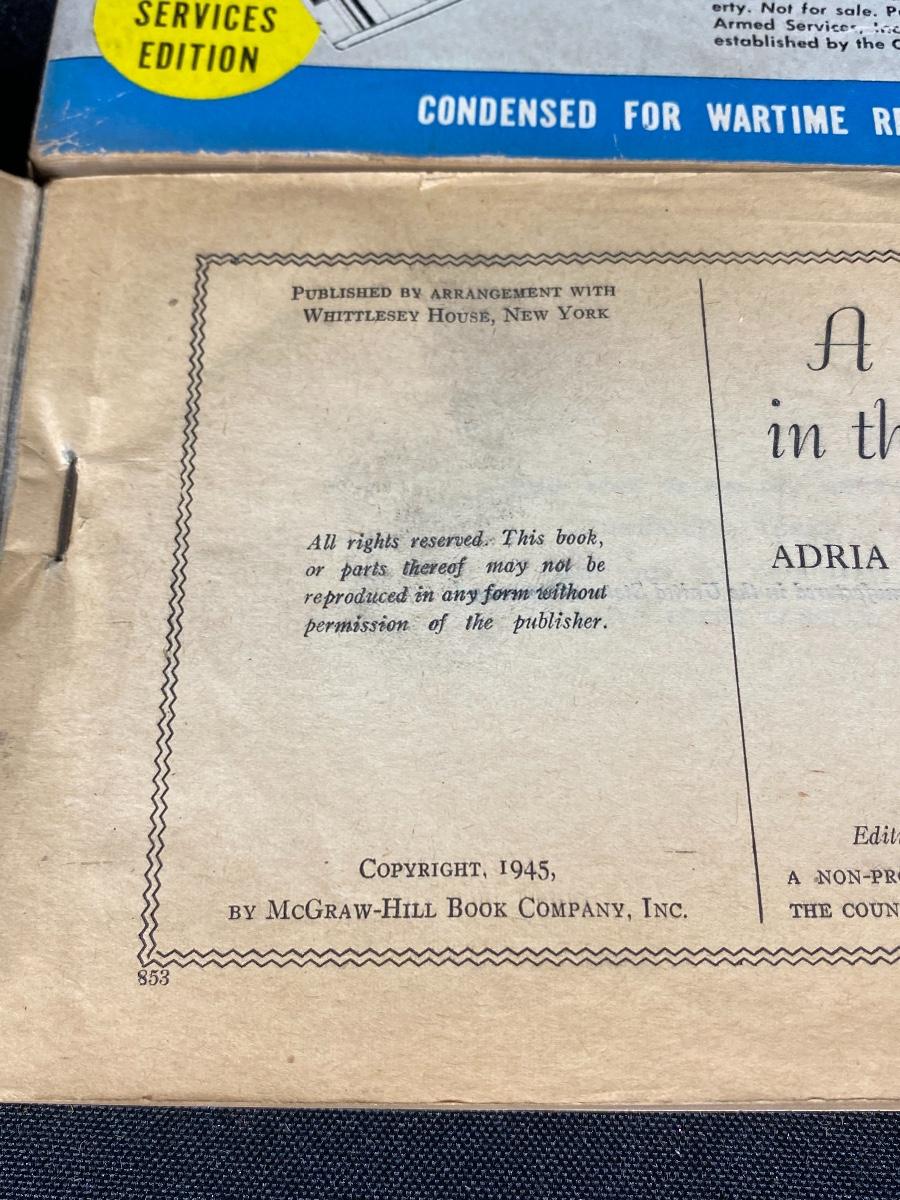 SERVICES
EDITION
erty. Not for sale.
Armed Services,
established by the
CONDENSED FOR WARTIME
PUBLISHED BY ARRANGEMENT WITH
WHITTLESEY HOUSE, NEW YORK
All rights reserved. This book,
or parts thereof may not be
reproduced in any form without
permission of the publisher.
COPYRIGHT, 1945,
BY MCGRAW-HILL BOOK COMPANY, INC.
853
A
in th
ADRIA
Edit
A NON-PRO
THE COUN